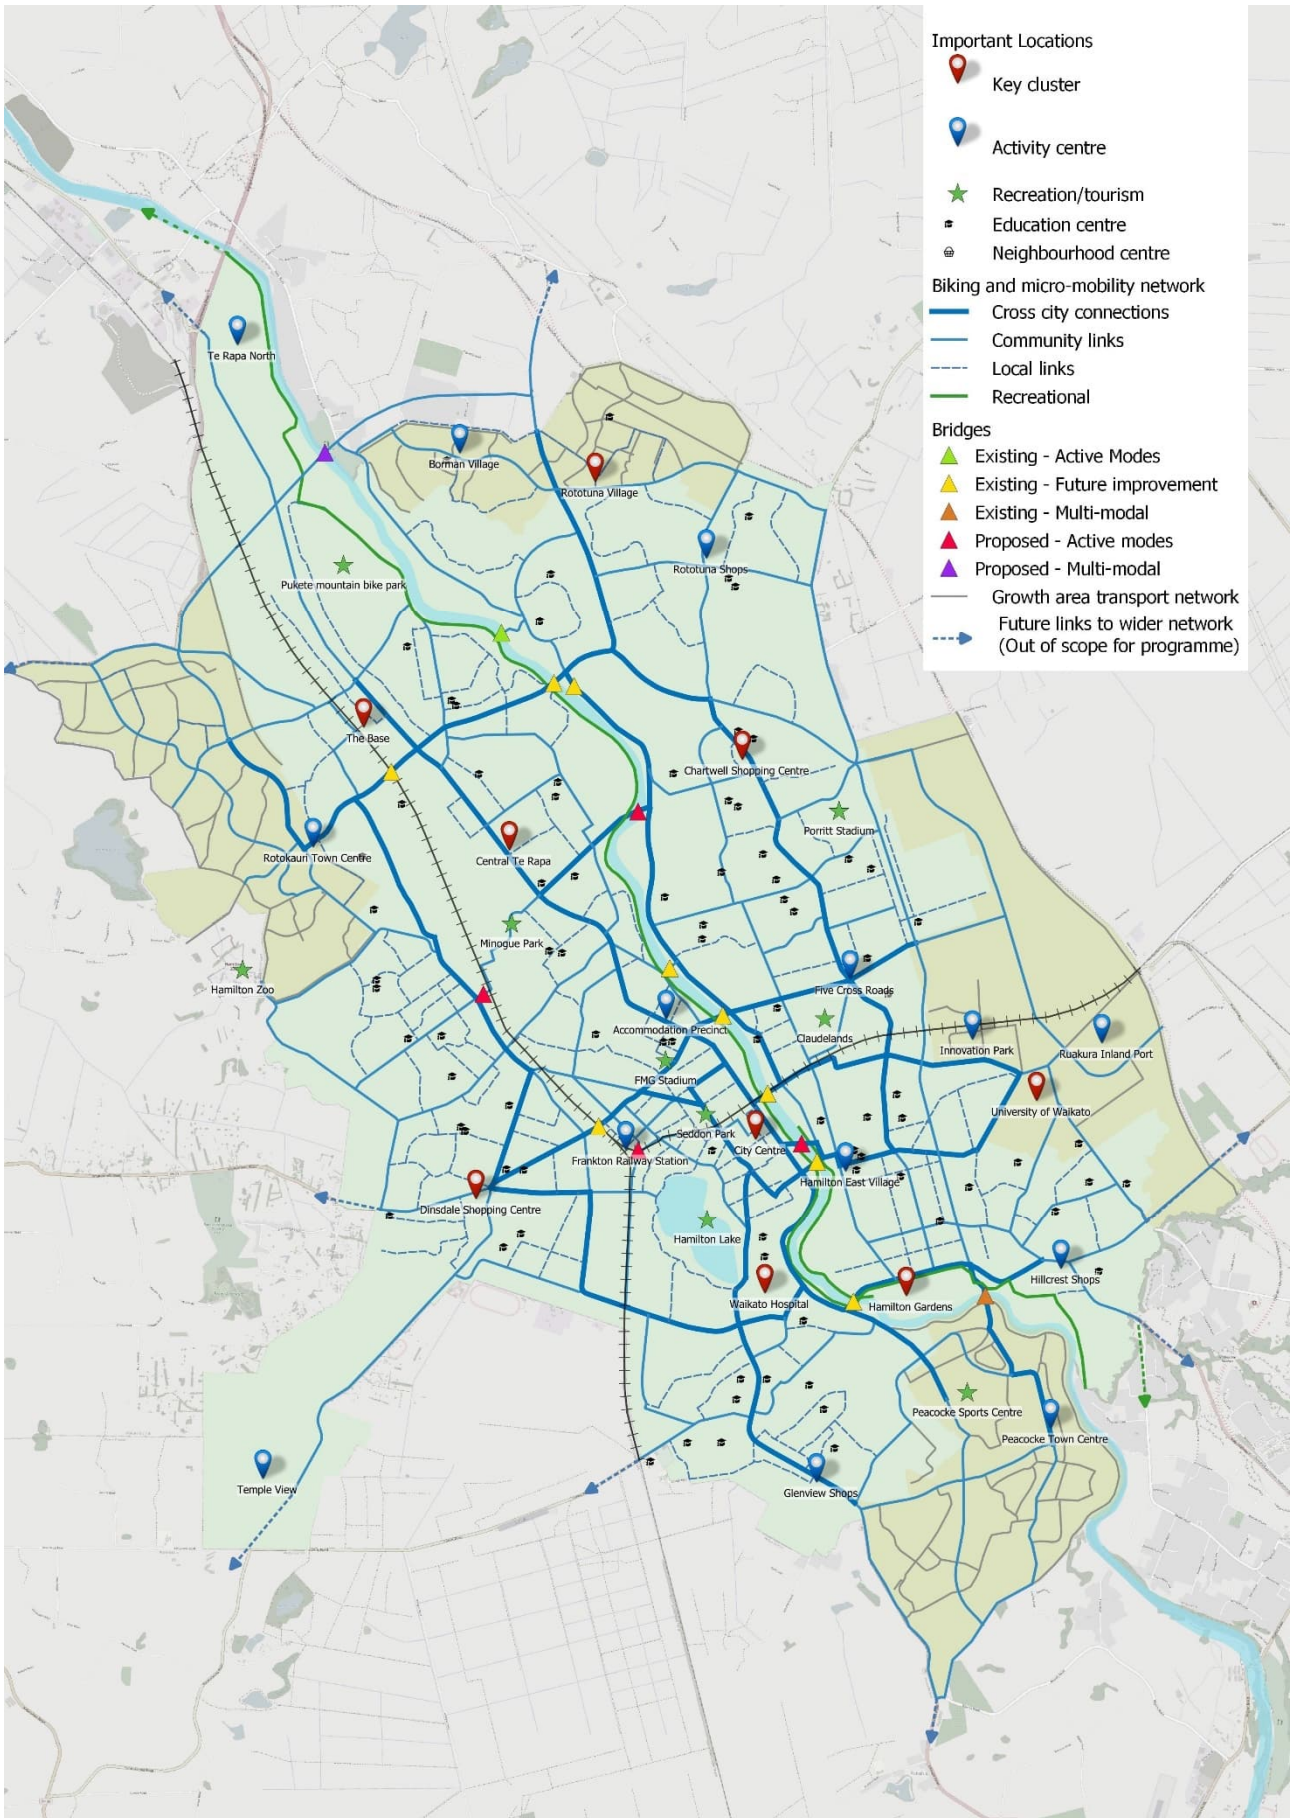 Important Locations
Key cluster
Activity centre
Recreation/tourism
Education centre
Neighbourhood centre
Biking and micro-mobility network
Cross city connections
Community links
Local links
Recreational
Bridges
Existing - Active Modes
Existing - Future improvement
Existing - Multi-modal
Proposed - Active modes
Proposed - Multi-modal
Growth area transport network
Future links to wider network
(Out of scope for programme)
Te Rapa North
Borman Village
Rototuna Village
Rototuna Shops
Pukete mountain bike park
The Base
Chartwell Shopping Centre
Porritt Stadium
Rotokauri Town Centre
Central Te Rapa
Minogue Park
Hamilton Zoo
Five Cross Roads
Accommodation Precinct
Claudelands
Innovation Park
Ruakura Inland Port
FMG Stadium
University of Waikato
Seddon Park
City Centre
Frankton Railway Station
Hamilton East Village
Dinsdale Shopping Centre
Hamilton Lake
Hillcrest Shops
Waikato Hospital
Hamilton Gardens
Peacocke Sports Centre
Peacocke Town Centre
Temple View
Glenview Shops